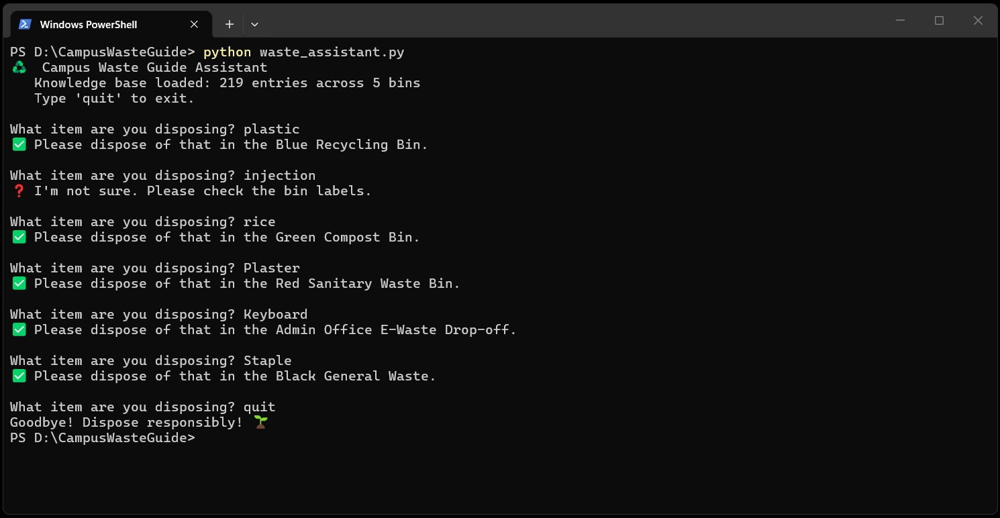 Windows PowerShell
PS D:\CampusWasteGuide> python waste_assistant.py
♻️  Campus Waste Guide Assistant
   Knowledge base loaded: 219 entries across 5 bins
   Type 'quit' to exit.
What item are you disposing? plastic
✅ Please dispose of that in the Blue Recycling Bin.
What item are you disposing? injection
❓ I'm not sure. Please check the bin labels.
What item are you disposing? rice
✅ Please dispose of that in the Green Compost Bin.
What item are you disposing? Plaster
✅ Please dispose of that in the Red Sanitary Waste Bin.
What item are you disposing? Keyboard
✅ Please dispose of that in the Admin Office E-Waste Drop-off.
What item are you disposing? Staple
✅ Please dispose of that in the Black General Waste.
What item are you disposing? quit
Goodbye! Dispose responsibly! 🌱
PS D:\CampusWasteGuide>